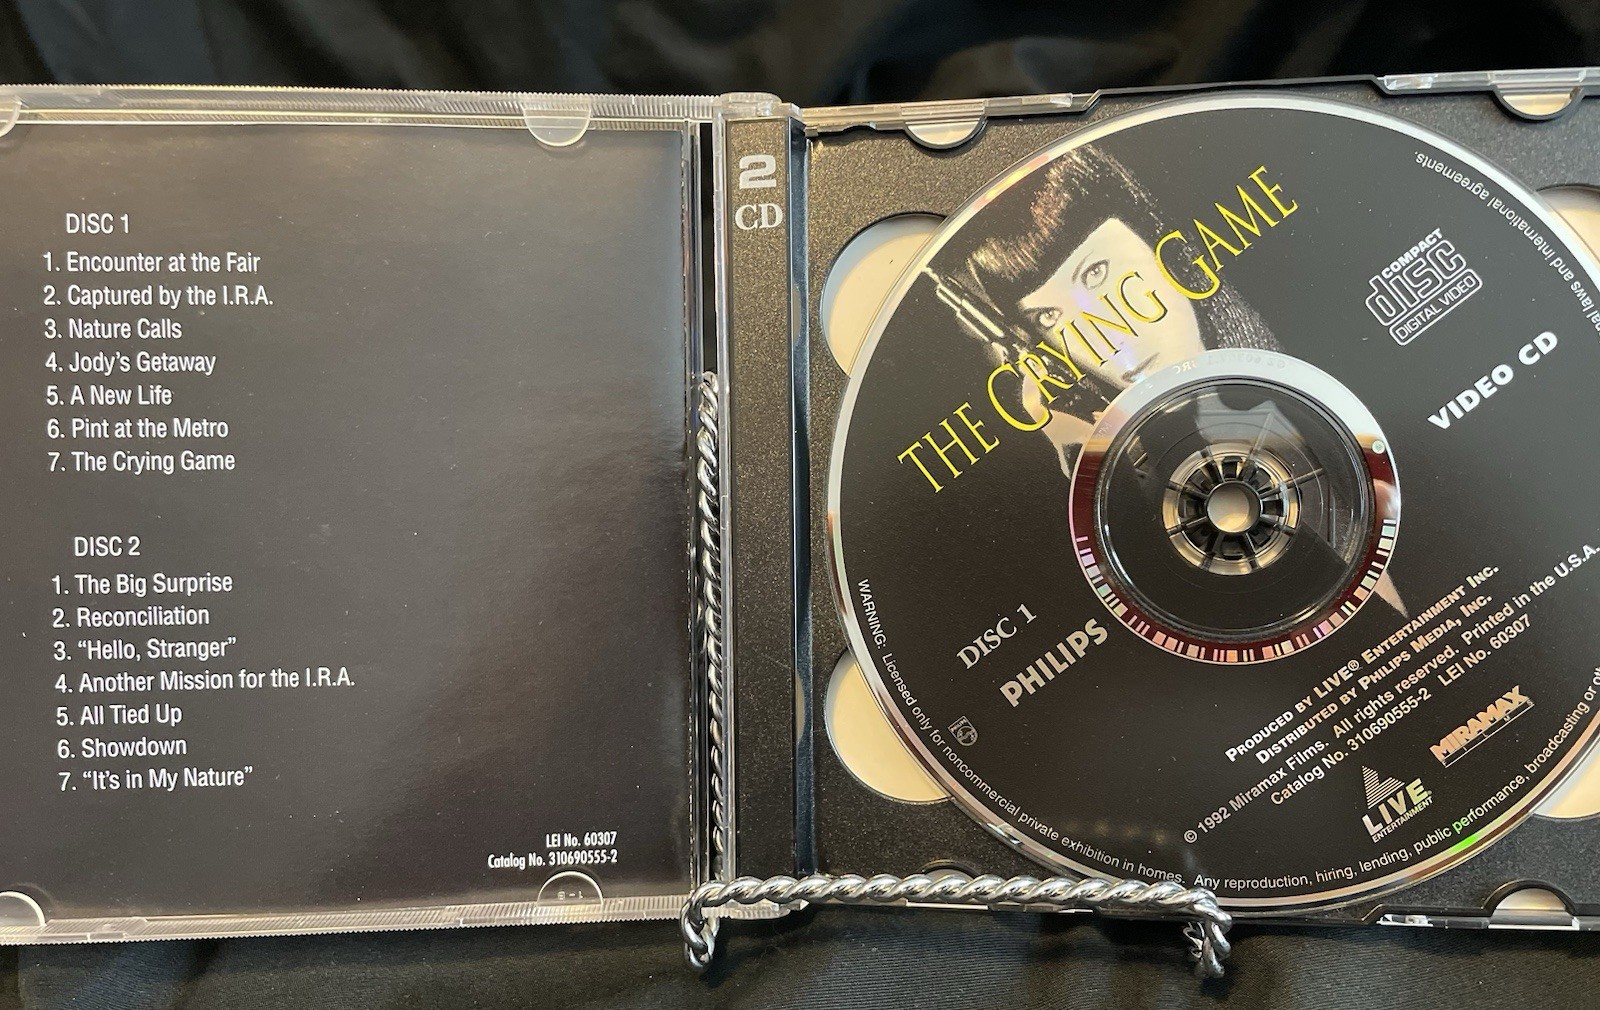 DISC 1
1. Encounter at the Fair
2. Captured by the I.R.A.
3. Nature Calls
4. Jody's Getaway
5. A New Life
6. Pint at the Metro
7. The Crying Game
DISC 2
1. The Big Surprise
2. Reconciliation
3. "Hello, Stranger"
4. Another Mission for the I.R.A.
5. All Tied Up
6. Showdown
7. "It's in My Nature"
LEI No. 60307
Catalog No. 310690555-2
2
CD
THE CRYING GAME
COMPACT
disc
DIGITAL VIDEO
VIDEO CD
DISC 1
PHILIPS
PRODUCED BY LIVE® ENTERTAINMENT INC.
DISTRIBUTED BY PHILIPS MEDIA, INC.
© 1992 Miramax Films. All rights reserved. Printed in the U.S.A.
Catalog No. 310690555-2 LEI No. 60307
MIRAMAX
LIVE
ENTERTAINMENT
PHILIPS
WARNING: Licensed only for noncommercial private exhibition in homes. Any reproduction, hiring, lending, public performance, broadcasting or
laws and international agreements.